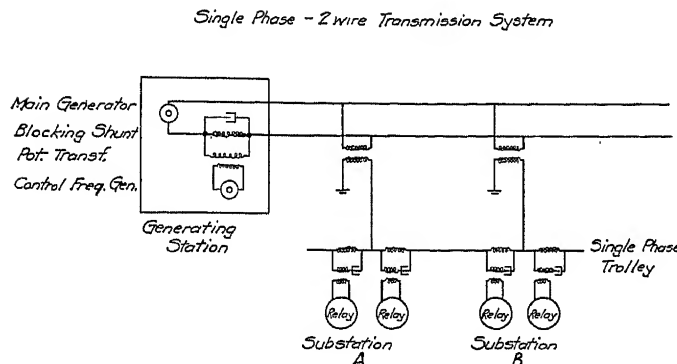 Single Phase - 2 wire Transmission System
Main Generator
Blocking Shunt
Pot. Transf.
Control Freq. Gen.
Generating
Station
Single Phase
Trolley
Relay Relay Relay Relay
Substation Substation
A B